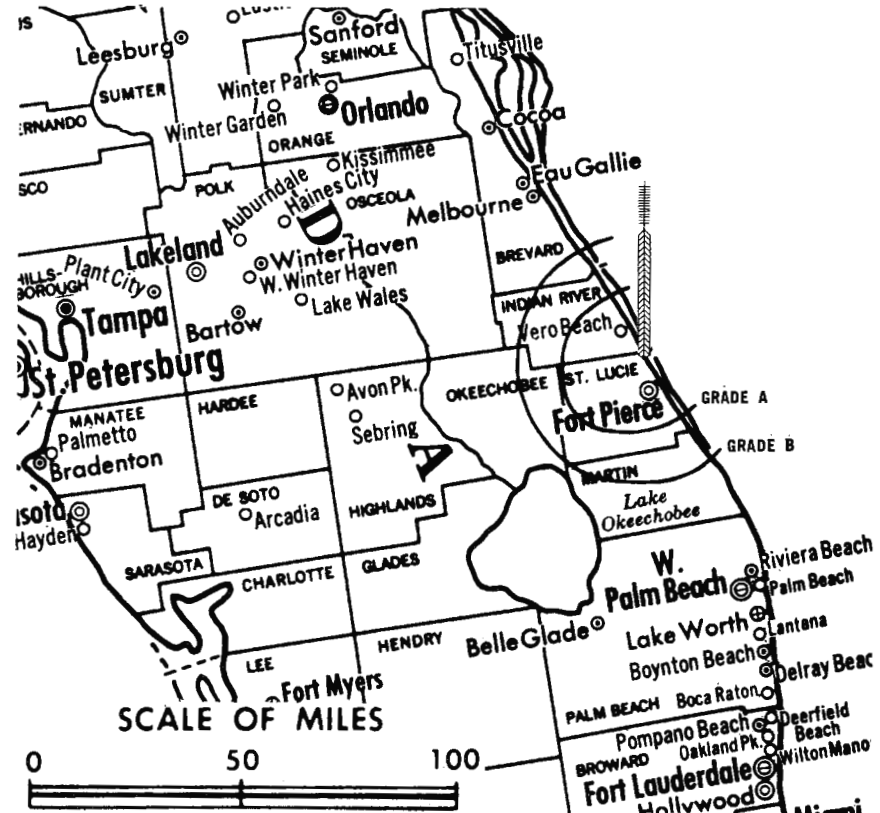 Leesburg
Sanford
SEMINOLE
Titusville
SUMTER
Winter Park
Orlando
Winter Garden
ORANGE
Cocoa
Kissimmee
POLK
Auburndale
Haines City
OSCEOLA
Eau Gallie
Melbourne
D
Lakeland
Winter Haven
W. Winter Haven
BREVARD
HILLS-
BOROUGH
Plant City
Lake Wales
INDIAN RIVER
Tampa
Bartow
Vero Beach
St. Petersburg
Avon Pk.
OKEECHOBEE
ST. LUCIE
HARDEE
MANATEE
Fort Pierce
GRADE A
Palmetto
Sebring
GRADE B
Bradenton
A
MARTIN
DE SOTO
Arcadia
HIGHLANDS
Lake
Okeechobee
Hayden
SARASOTA
CHARLOTTE
GLADES
W.
Palm Beach
Riviera Beach
Palm Beach
Belle Glade
Lake Worth
Lantana
HENDRY
LEE
Boynton Beach
Delray Beac
Fort Myers
PALM BEACH
Boca Raton
SCALE OF MILES
Pompano Beach
Deerfield
Beach
Oakland Pk.
Wilton Mano
BROWARD
Fort Lauderdale
Hollywood
0 50 100